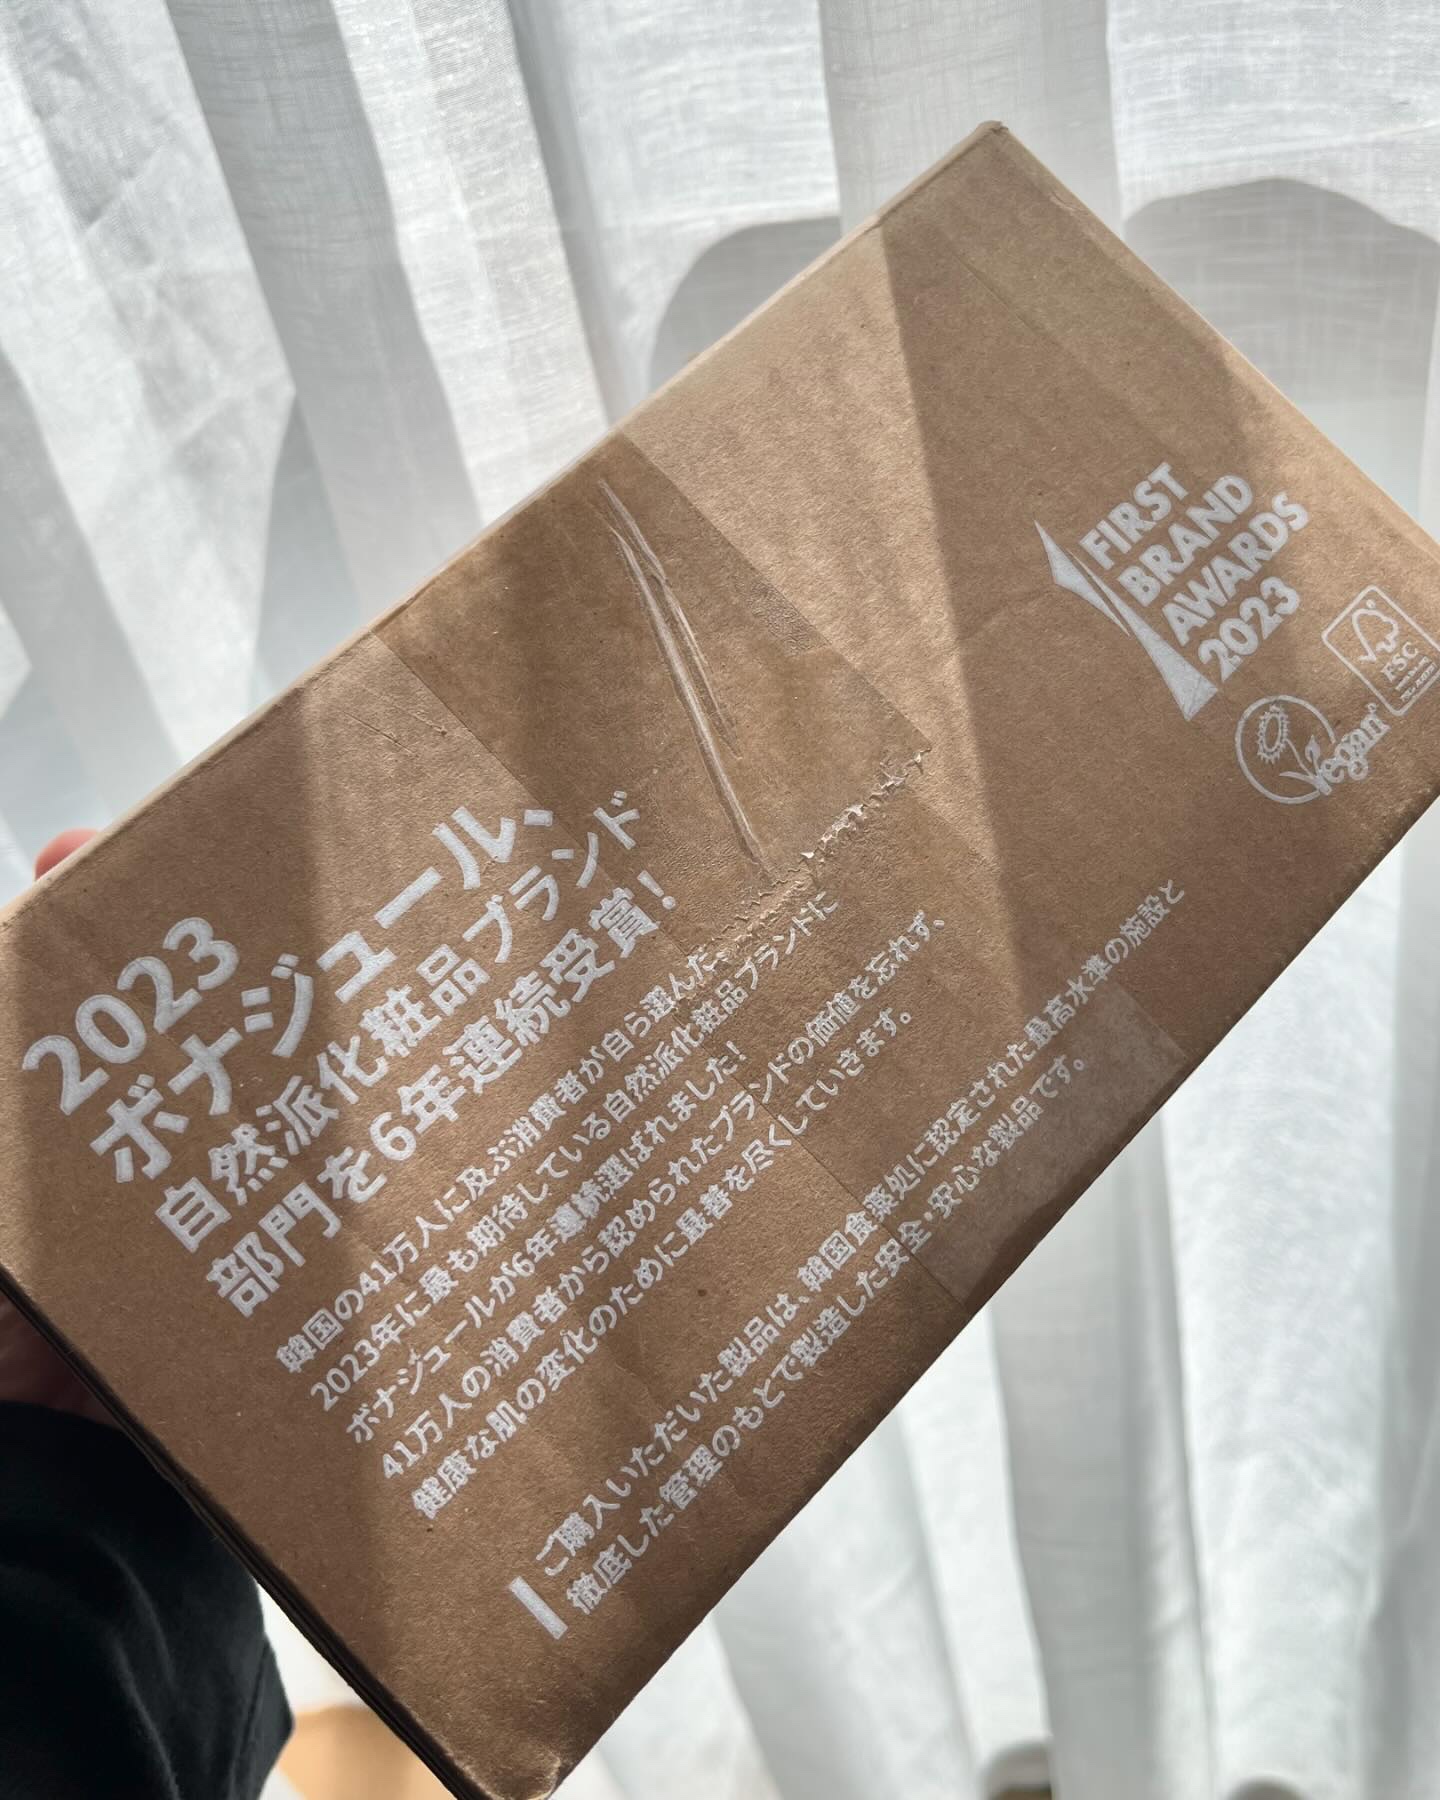 2023
ボナジュール、
自然派化粧品ブランド
部門を6年連続受賞！
韓国の41万人に及ぶ消費者が自ら選んだ、
2023年に最も期待している自然派化粧品ブランドに
ボナジュールが6年連続選ばれました！
41万人の消費者から認められたブランドの価値を忘れず、
健康な肌の変化のために最善を尽くしていきます。
ご購入いただいた製品は、韓国食薬処に認定された最高水準の施設と
徹底した管理のもとで製造した安全・安心な製品です。
FIRST
BRAND
AWARDS
2023
Vegan
FSC